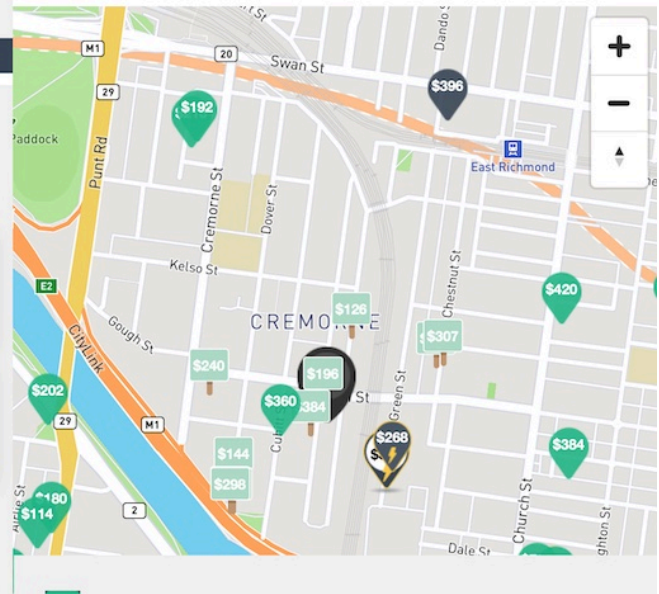 M1
20
Swan St
Dando
$396
29
$192
Paddock
Punt Rd
East Richmond
Cremorne St
Dover St
Kelso St
E2
Chestnut St
$420
CityLink
Gough St
$126
CREMORNE
$307
$240
$196
$202
$360
384
St
Green St
29
M1
$268
$384
$144
$298
$180
$114
2
Church St
Dale St